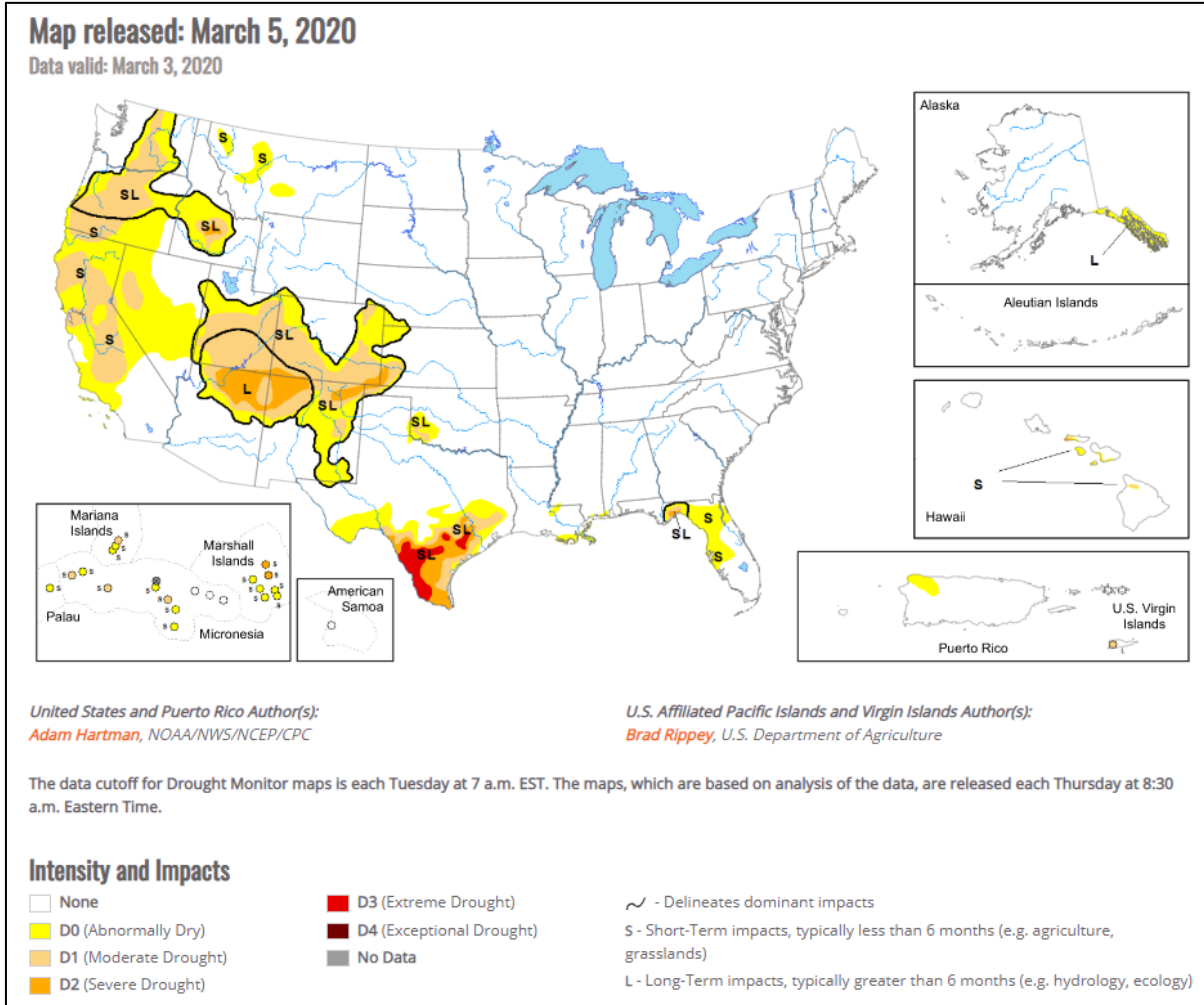 Map released: March 5, 2020
Data valid: March 3, 2020
Alaska
L
Aleutian Islands
S
S
SL
SL
S
S
S
SL
L
SL
SL
SL
SL
S
SL
S
S
Hawaii
Mariana
Islands
Marshall
Islands
Palau
Micronesia
American
Samoa
U.S. Virgin
Islands
Puerto Rico
United States and Puerto Rico Author(s):
Adam Hartman, NOAA/NWS/NCEP/CPC
U.S. Affiliated Pacific Islands and Virgin Islands Author(s):
Brad Rippey, U.S. Department of Agriculture
The data cutoff for Drought Monitor maps is each Tuesday at 7 a.m. EST. The maps, which are based on analysis of the data, are released each Thursday at 8:30
a.m. Eastern Time.
Intensity and Impacts
None
D0 (Abnormally Dry)
D1 (Moderate Drought)
D2 (Severe Drought)
D3 (Extreme Drought)
D4 (Exceptional Drought)
No Data
- Delineates dominant impacts
S - Short-Term impacts, typically less than 6 months (e.g. agriculture,
grasslands)
L - Long-Term impacts, typically greater than 6 months (e.g. hydrology, ecology)